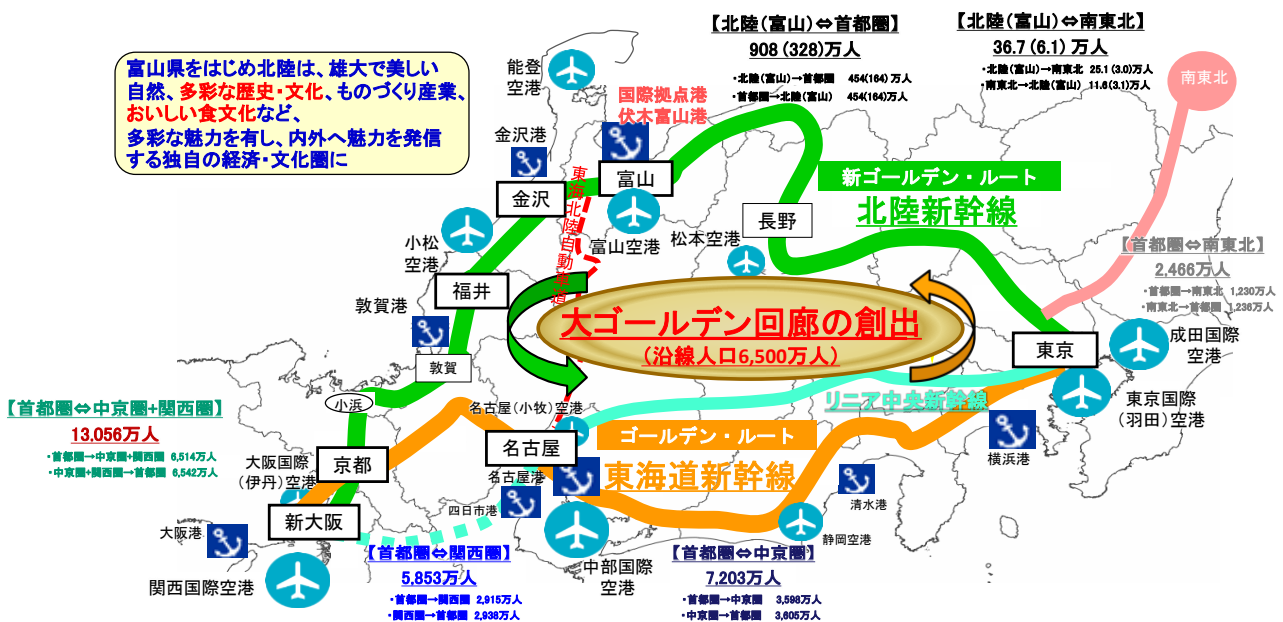 【北陸(富山)⇔首都圏】
908 (328)万人
・北陸(富山)→首都圏 454(164)万人
・首都圏→北陸(富山) 454(164)万人
【北陸(富山)⇔南東北】
36.7 (6.1) 万人
・北陸(富山)→南東北 25.1 (3.0)万人
・南東北→北陸(富山) 11.6(3.1)万人
富山県をはじめ北陸は、雄大で美しい
自然、多彩な歴史・文化、ものづくり産業、
おいしい食文化など、
多彩な魅力を有し、内外へ魅力を発信
する独自の経済・文化圏に
能登
空港
南東北
国際拠点港
伏木富山港
金沢港
富山
金沢
東海北陸自動車道
新ゴールデン・ルート
北陸新幹線
長野
富山空港
松本空港
小松
空港
【首都圏⇔南東北】
2,466万人
・首都圏→南東北 1,230万人
・南東北→首都圏 1,236万人
福井
敦賀港
大ゴールデン回廊の創出
(沿線人口6,500万人)
東京
成田国際
空港
敦賀
小浜
名古屋(小牧)空港
リニア中央新幹線
東京国際
(羽田)空港
【首都圏⇔中京圏+関西圏】
13.056万人
・首都圏→中京圏+関西圏 6,514万人
・中京圏+関西圏→首都圏 6,542万人
ゴールデン・ルート
東海道新幹線
名古屋
京都
横浜港
大阪国際
(伊丹)空港
名古屋港
四日市港
清水港
新大阪
大阪港
静岡空港
関西国際空港
中部国際
空港
【首都圏⇔関西圏】
5,853万人
・首都圏→関西圏 2,915万人
・関西圏→首都圏 2,938万人
【首都圏⇔中京圏】
7,203万人
・首都圏→中京圏 3,598万人
・中京圏→首都圏 3,605万人